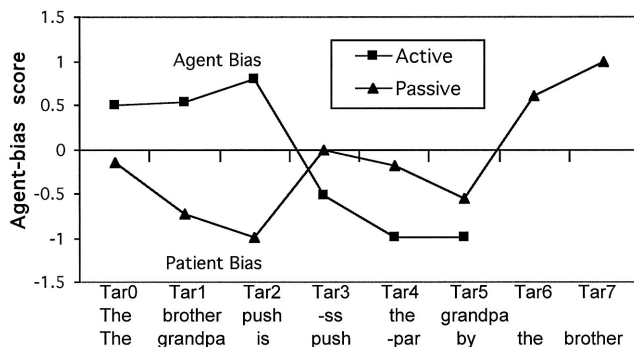 1.5
Agent Bias
Active
Passive
1
0.5
0
-0.5
-1
-1.5
Agent-bias score
Patient Bias
Tar0 Tar1 Tar2 Tar3 Tar4 Tar5 Tar6 Tar7
The brother push -ss the grandpa
The grandpa is push -par by the brother